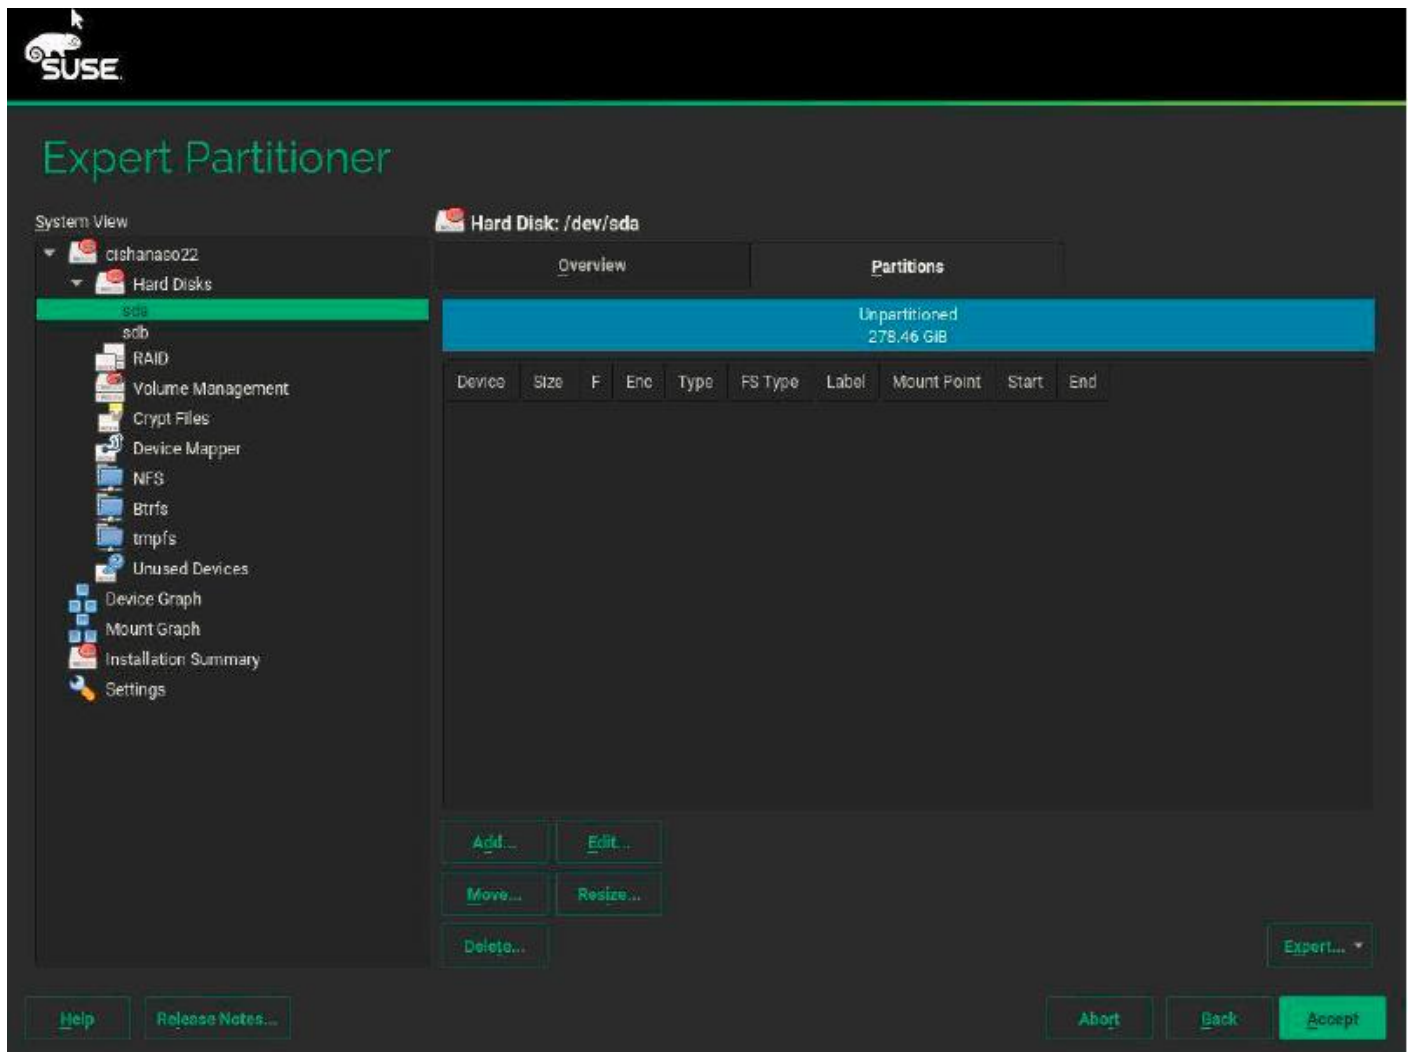 SUSE
Expert Partitioner
System View
cishanaso22
Hard Disks
sda
sdb
RAID
Volume Management
Crypt Files
Device Mapper
NFS
Btrfs
tmpfs
Unused Devices
Device Graph
Mount Graph
Installation Summary
Settings
Hard Disk: /dev/sda
Overview Partitions
Unpartitioned
278.46 GiB
Device Size F Enc Type FS Type Label Mount Point Start End
Add... Edit...
Move... Resize...
Delete... Expert...
Help Release Notes... Abort Back Accept